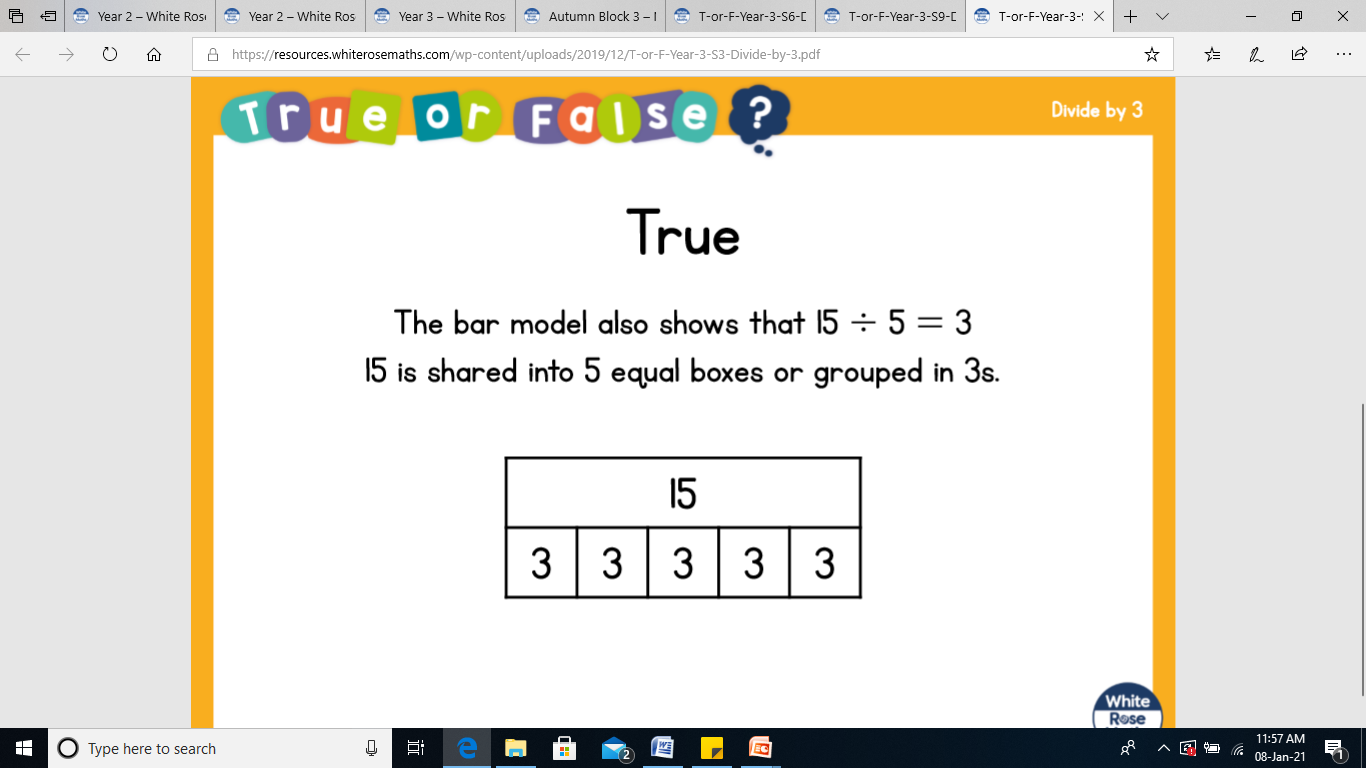 Year 2 – White Rose
Year 2 – White Ros
Year 3 – White Ros
Autumn Block 3 –
T-or-F-Year-3-S6-D
T-or-F-Year-3-S9-D
T-or-F-Year-3-S
https://resources.whiterosemaths.com/wp-content/uploads/2019/12/T-or-F-Year-3-S3-Divide-by-3.pdf
True or False ?
Divide by 3
True
The bar model also shows that 15 ÷ 5 = 3
15 is shared into 5 equal boxes or grouped in 3s.
15
3 3 3 3 3
White
Rose
Type here to search
2
11:57 AM
08-Jan-21
1